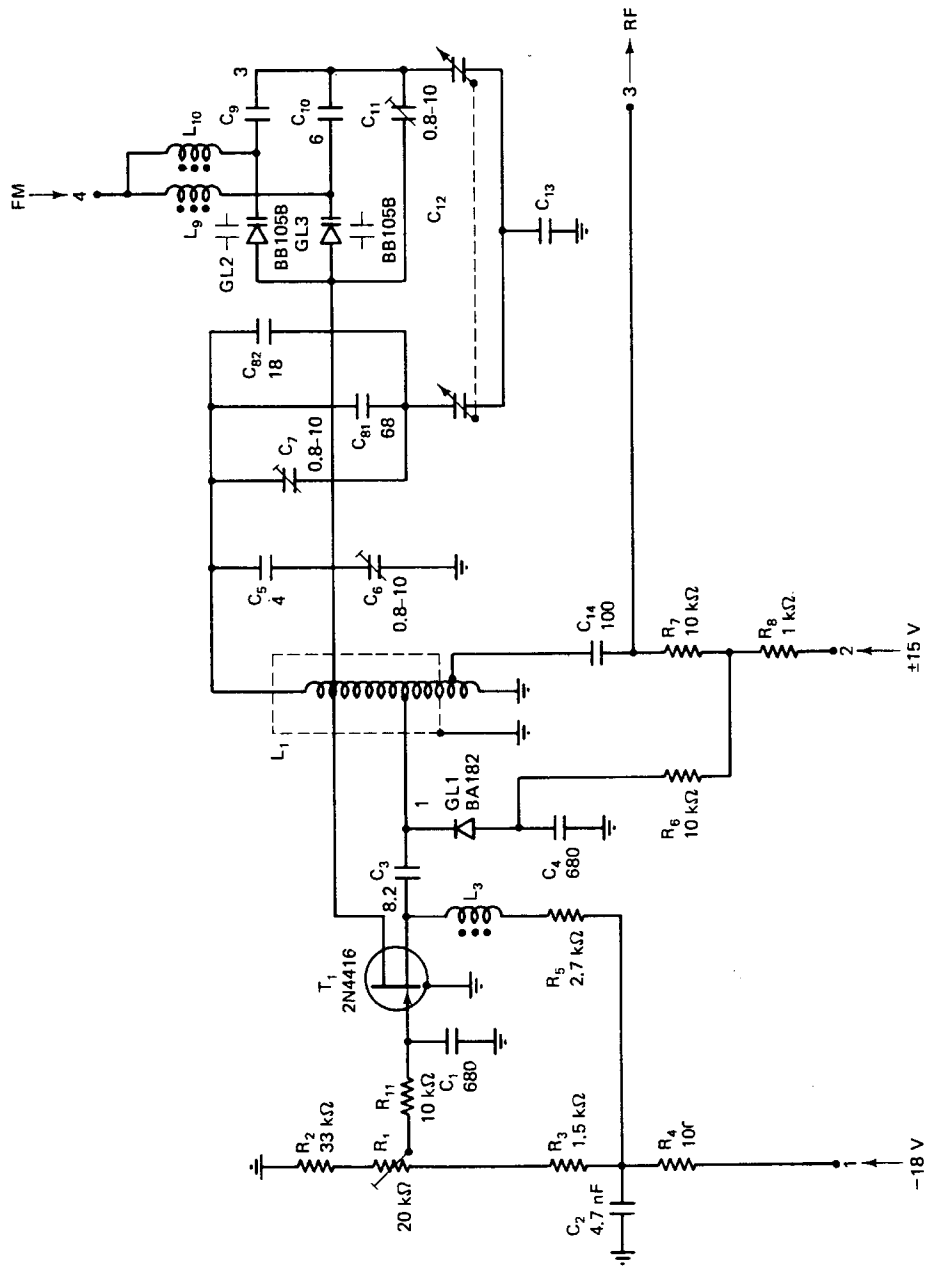 FM
4
L₉
L₁₀
GL2
BB105B
GL3
BB105B
C₉
3
C₁₀
6
C₁₁
0.8–10
C₁₂
C₁₃
C₈₂
18
C₈₁
68
C₇
0.8–10
C₅
4
C₆
0.8–10
L₁
C₁₄
100
3
RF
R₇
10 kΩ
R₈
1 kΩ
2
±15 V
1
GL1
BA182
R₆
10 kΩ
C₄
680
C₃
8.2
L₃
R₅
2.7 kΩ
T₁
2N4416
C₁
680
R₁₁
10 kΩ
R₂
33 kΩ
R₁
20 kΩ
R₃
1.5 kΩ
R₄
C₂
4.7 nF
1
−18 V